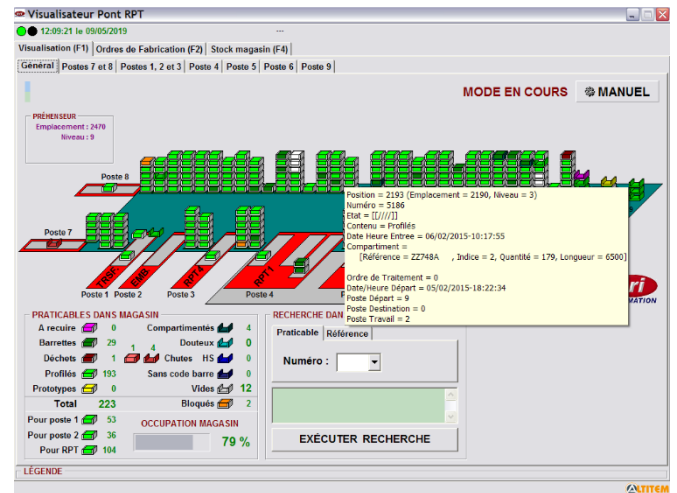 Visualisateur Pont RPT
12:09:21 le 09/05/2019 ...
Visualisation (F1) Ordres de Fabrication (F2) Stock magasin (F4)
Général Postes 7 et 8 Postes 1, 2 et 3 Poste 4 Poste 5 Poste 6 Poste 9
MODE EN COURS MANUEL
PRÉHENSEUR
Emplacement : 2470
Niveau : 9
Poste 8
Poste 7
TRSF EMB RPT4 RPT1
Poste 1 Poste 2 Poste 3 Poste 4
Position = 2193 (Emplacement = 2190, Niveau = 3)
Numéro = 5186
Etat = [[////]]
Contenu = Profilés
Date Heure Entree = 06/02/2015-10:17:55
Compartiment =
[Référence = ZZ748A , Indice = 2, Quantité = 179, Longueur = 6500]
Ordre de Traitement = 0
Date/Heure Départ = 05/02/2015-18:22:34
Poste Départ = 9
Poste Destination = 0
Poste Travail = 2
PRATICABLES DANS MAGASIN
A recuire 0 Compartimentés 4
Barrettes 29 Douteux 0
Déchets 1 1 4 Chutes HS 0
Profilés 193 Sans code barre 0
Prototypes 0 Vides 12
Total 223 Bloqués 2
Pour poste 1 53
Pour poste 2 36
Pour RPT 104
OCCUPATION MAGASIN
79 %
RECHERCHE DAN
Praticable Référence
Numéro :
EXÉCUTER RECHERCHE
LÉGENDE
ALTITEM